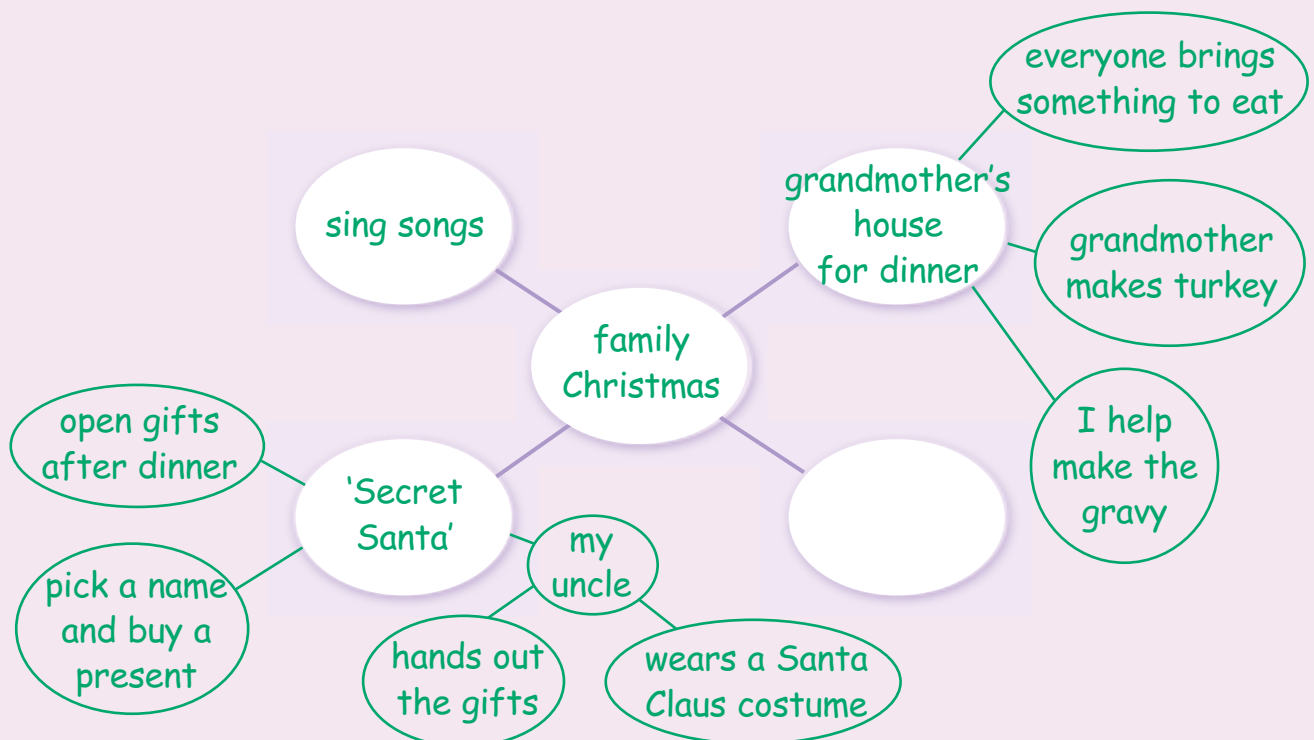 everyone brings
something to eat
grandmother's
house
for dinner
sing songs
grandmother
makes turkey
family
Christmas
I help
make the
gravy
open gifts
after dinner
'Secret
Santa'
my
uncle
pick a name
and buy a
present
hands out
the gifts
wears a Santa
Claus costume